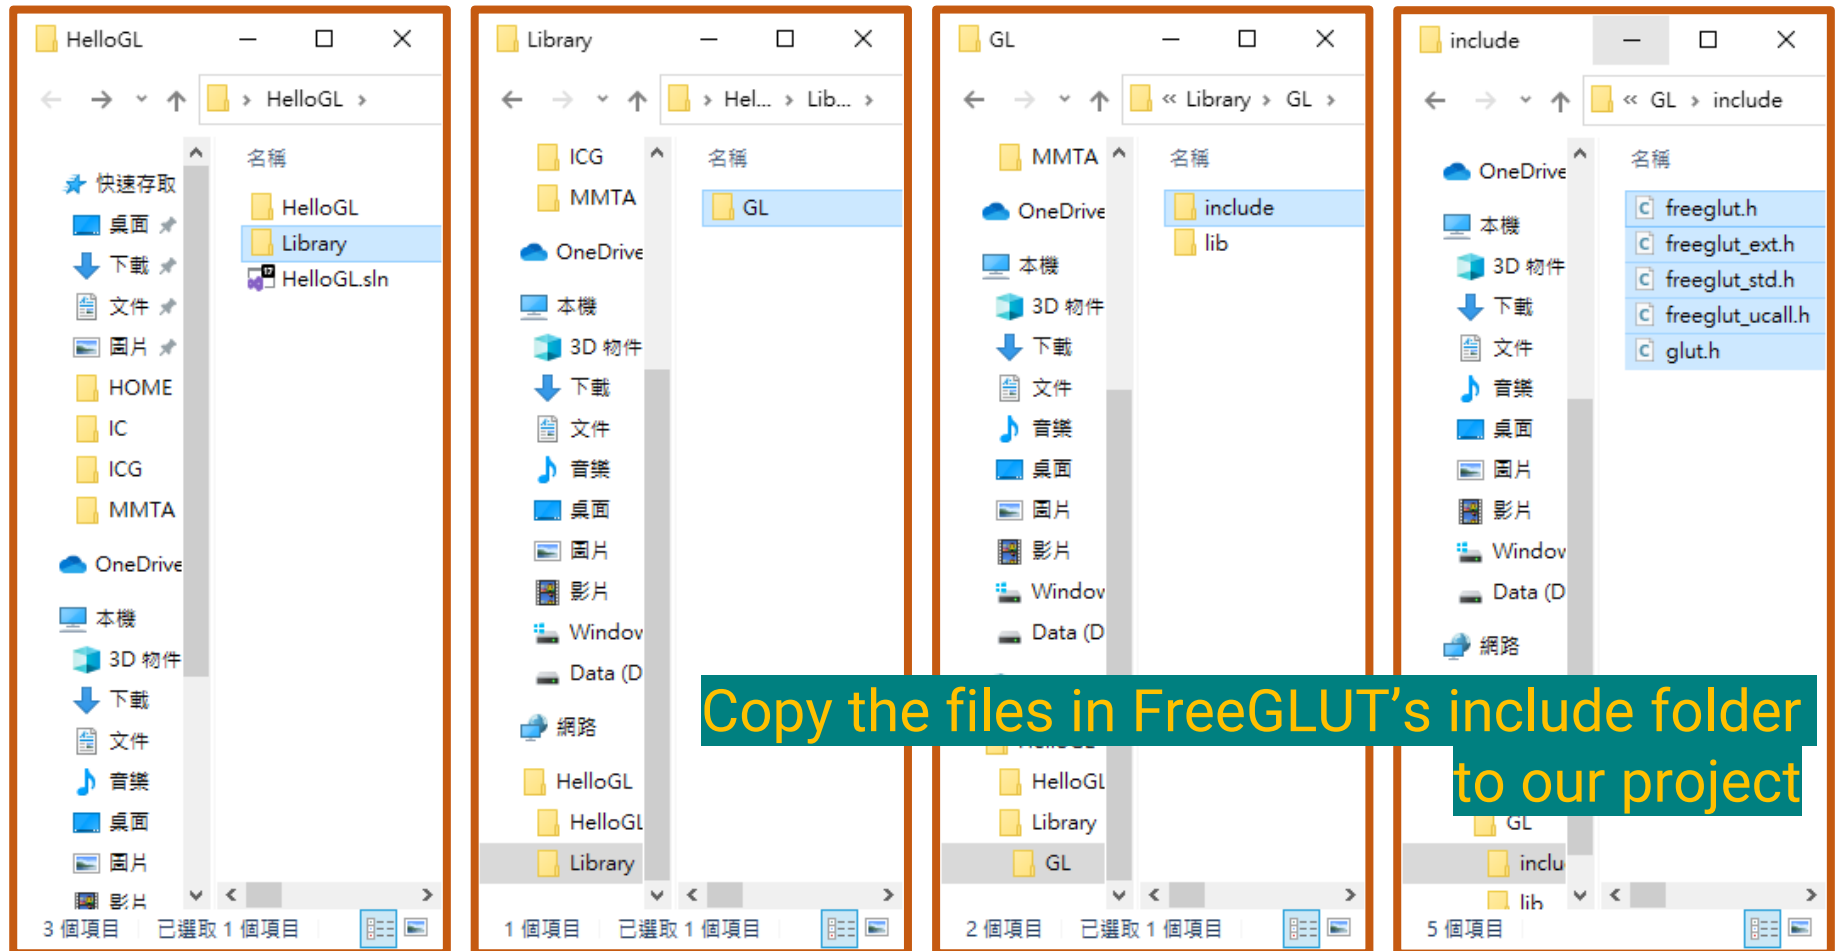 HelloGL
HelloGL
名稱
快速存取
桌面
下載
文件
圖片
HOME
IC
ICG
MMTA
OneDrive
本機
3D 物件
下載
文件
音樂
桌面
圖片
影片
HelloGL
Library
HelloGL.sln
3 個項目 已選取 1 個項目
Library
Hel... Lib...
名稱
ICG
MMTA
OneDrive
本機
3D 物件
下載
文件
音樂
桌面
圖片
影片
Window
Data (D
網路
HelloGL
HelloGL
Library
GL
1 個項目 已選取 1 個項目
GL
« Library GL
名稱
MMTA
OneDrive
本機
3D 物件
下載
文件
音樂
桌面
圖片
影片
Window
Data (D
HelloGL
Library
GL
include
lib
2 個項目 已選取 1 個項目
include
« GL include
名稱
OneDrive
本機
3D 物件
下載
文件
音樂
桌面
圖片
影片
Window
Data (D
網路
GL
inclu
lib
freeglut.h
freeglut_ext.h
freeglut_std.h
freeglut_ucall.h
glut.h
5 個項目
Copy the files in FreeGLUT’s include folder
to our project